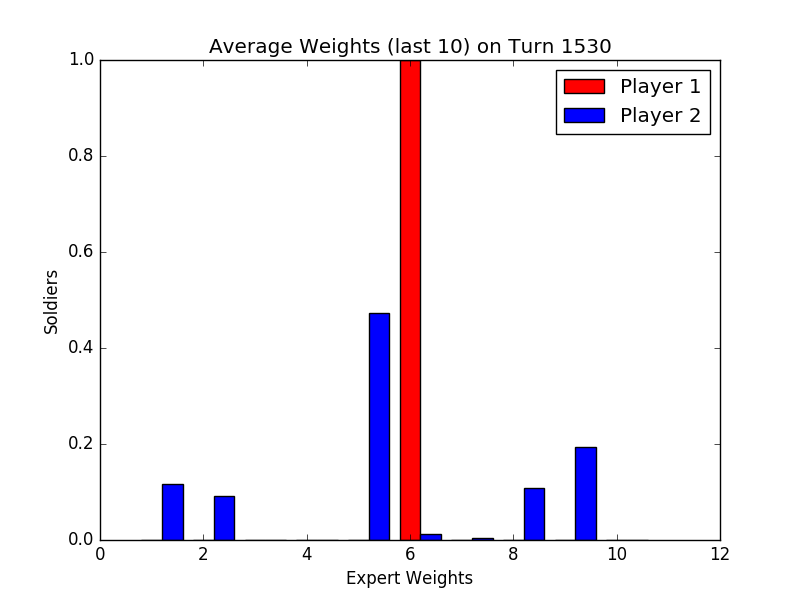 Average Weights (last 10) on Turn 1530
1.0
0.8
0.6
0.4
0.2
0.0
Soldiers
Player 1
Player 2
0 2 4 6 8 10 12
Expert Weights